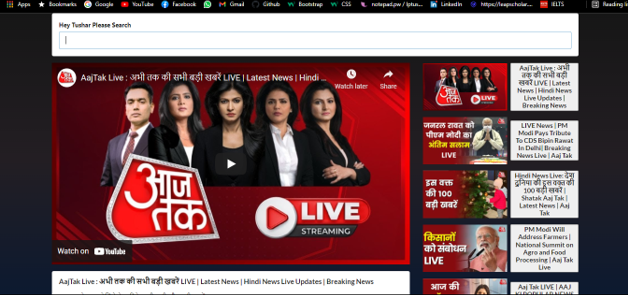 Apps Bookmarks Google YouTube Facebook Gmail Github Bootstrap CSS notepad.pw / lptus... LinkedIn https://leapscholar... IELTS Reading li
Hey Tushar Please Search
AajTak Live : अभी तक की सभी बड़ी खबरें LIVE | Latest News | Hindi ...
Watch later
Share
आज
तक
LIVE
STREAMING
Watch on YouTube
AajTak Live : अभी तक की सभी बड़ी ख़बरें LIVE | Latest News | Hindi News Live Updates | Breaking News
आज
तक
LIVE
AajTak Live : अभी
तक की सभी बड़ी
ख़बरें LIVE | Latest
News | Hindi News
Live Updates |
Breaking News
जनरल रावत को
पीएम मोदी का
अंतिम सलाम
LIVE
LIVE News | PM
Modi Pays Tribute
To CDS Bipin Rawat
In Delhi| Breaking
News Live | Aaj Tak
इस वक्त
की 100
बड़ी खबरें
Hindi News Live: देश
दुनिया की इस वक्त की
100 बड़ी खबरें |
Shatak Aaj Tak |
Latest News | Aaj
Tak
किसानों
को संबोधन
LIVE
PM Modi Will
Address Farmers |
National Summit on
Agro and Food
Processing | Aaj Tak
Live
आज की
Aaj Tak LIVE | AAJ